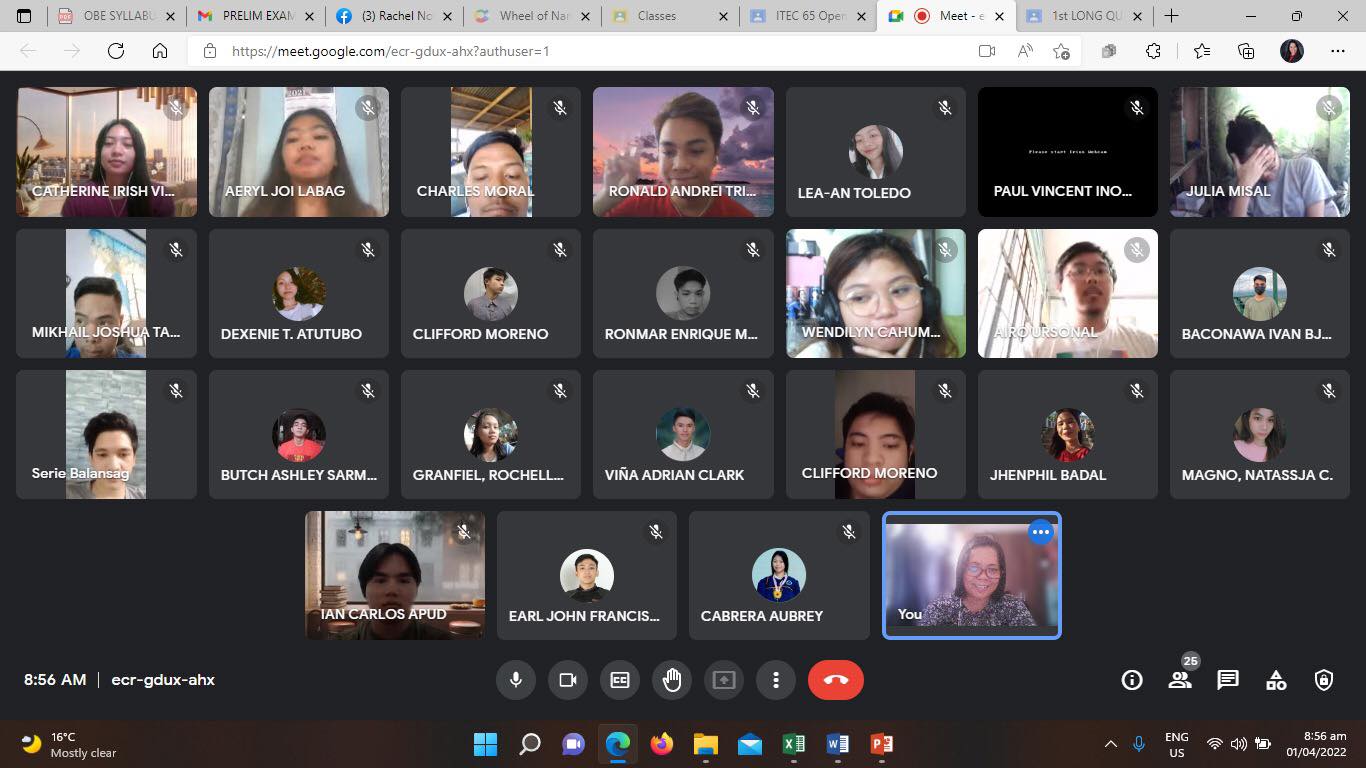 OBE SYLLABU
PRELIM EXAM
(3) Rachel No
Wheel of Nar
Classes
ITEC 65 Open
Meet - e
1st LONG QU
https://meet.google.com/ecr-gdux-ahx?authuser=1
2021
CATHERINE IRISH VI...
AERYL JOI LABAG
CHARLES MORAL
RONALD ANDREI TRI...
LEA-AN TOLEDO
Please start Iriun Webcam
PAUL VINCENT INO...
JULIA MISAL
MIKHAIL JOSHUA TA...
DEXENIE T. ATUTUBO
CLIFFORD MORENO
RONMAR ENRIQUE M...
WENDILYN CAHUM...
AIRO URSONAL
BACONAWA IVAN BJ...
Serie Balansag
BUTCH ASHLEY SARM...
GRANFIEL, ROCHELL...
VIÑA ADRIAN CLARK
CLIFFORD MORENO
JHENPHIL BADAL
MAGNO, NATASSJA C.
IAN CARLOS APUD
EARL JOHN FRANCIS...
CABRERA AUBREY
You
8:56 AM | ecr-gdux-ahx
CC
25
16°C
Mostly clear
ENG
US
8:56 am
01/04/2022